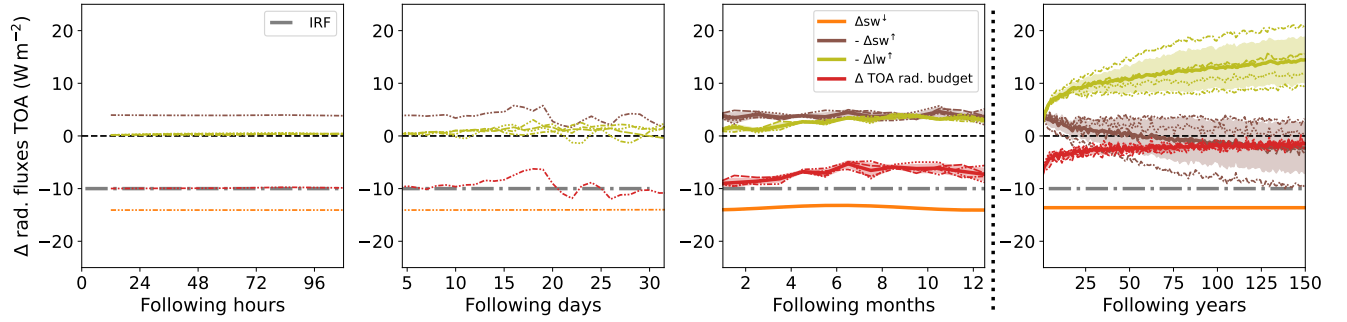 Δ rad. fluxes TOA (W m⁻²)
20
10
0
−10
−20
IRF
0 24 48 72 96
Following hours
20
10
0
−10
−20
5 10 15 20 25 30
Following days
20
10
0
−10
−20
Δsw↓
- Δsw↑
- Δlw↑
Δ TOA rad. budget
2 4 6 8 10 12
Following months
20
10
0
−10
−20
25 50 75 100 125 150
Following years